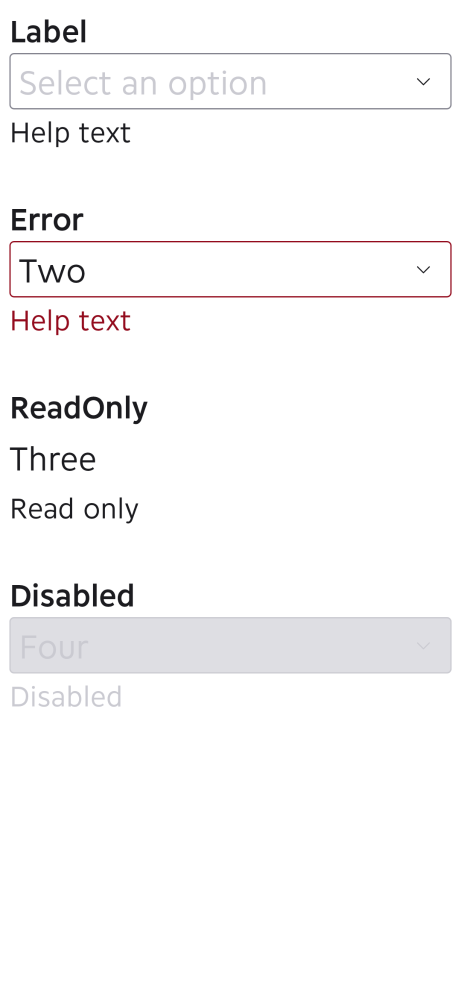 Label
Select an option
Help text
Error
Two
Help text
ReadOnly
Three
Read only
Disabled
Four
Disabled